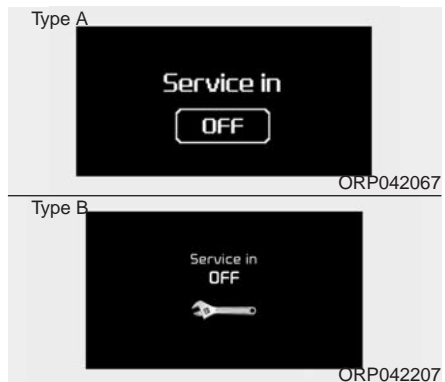 Type A
Service in
OFF
ORP042067
Type B
Service in
OFF
ORP042207